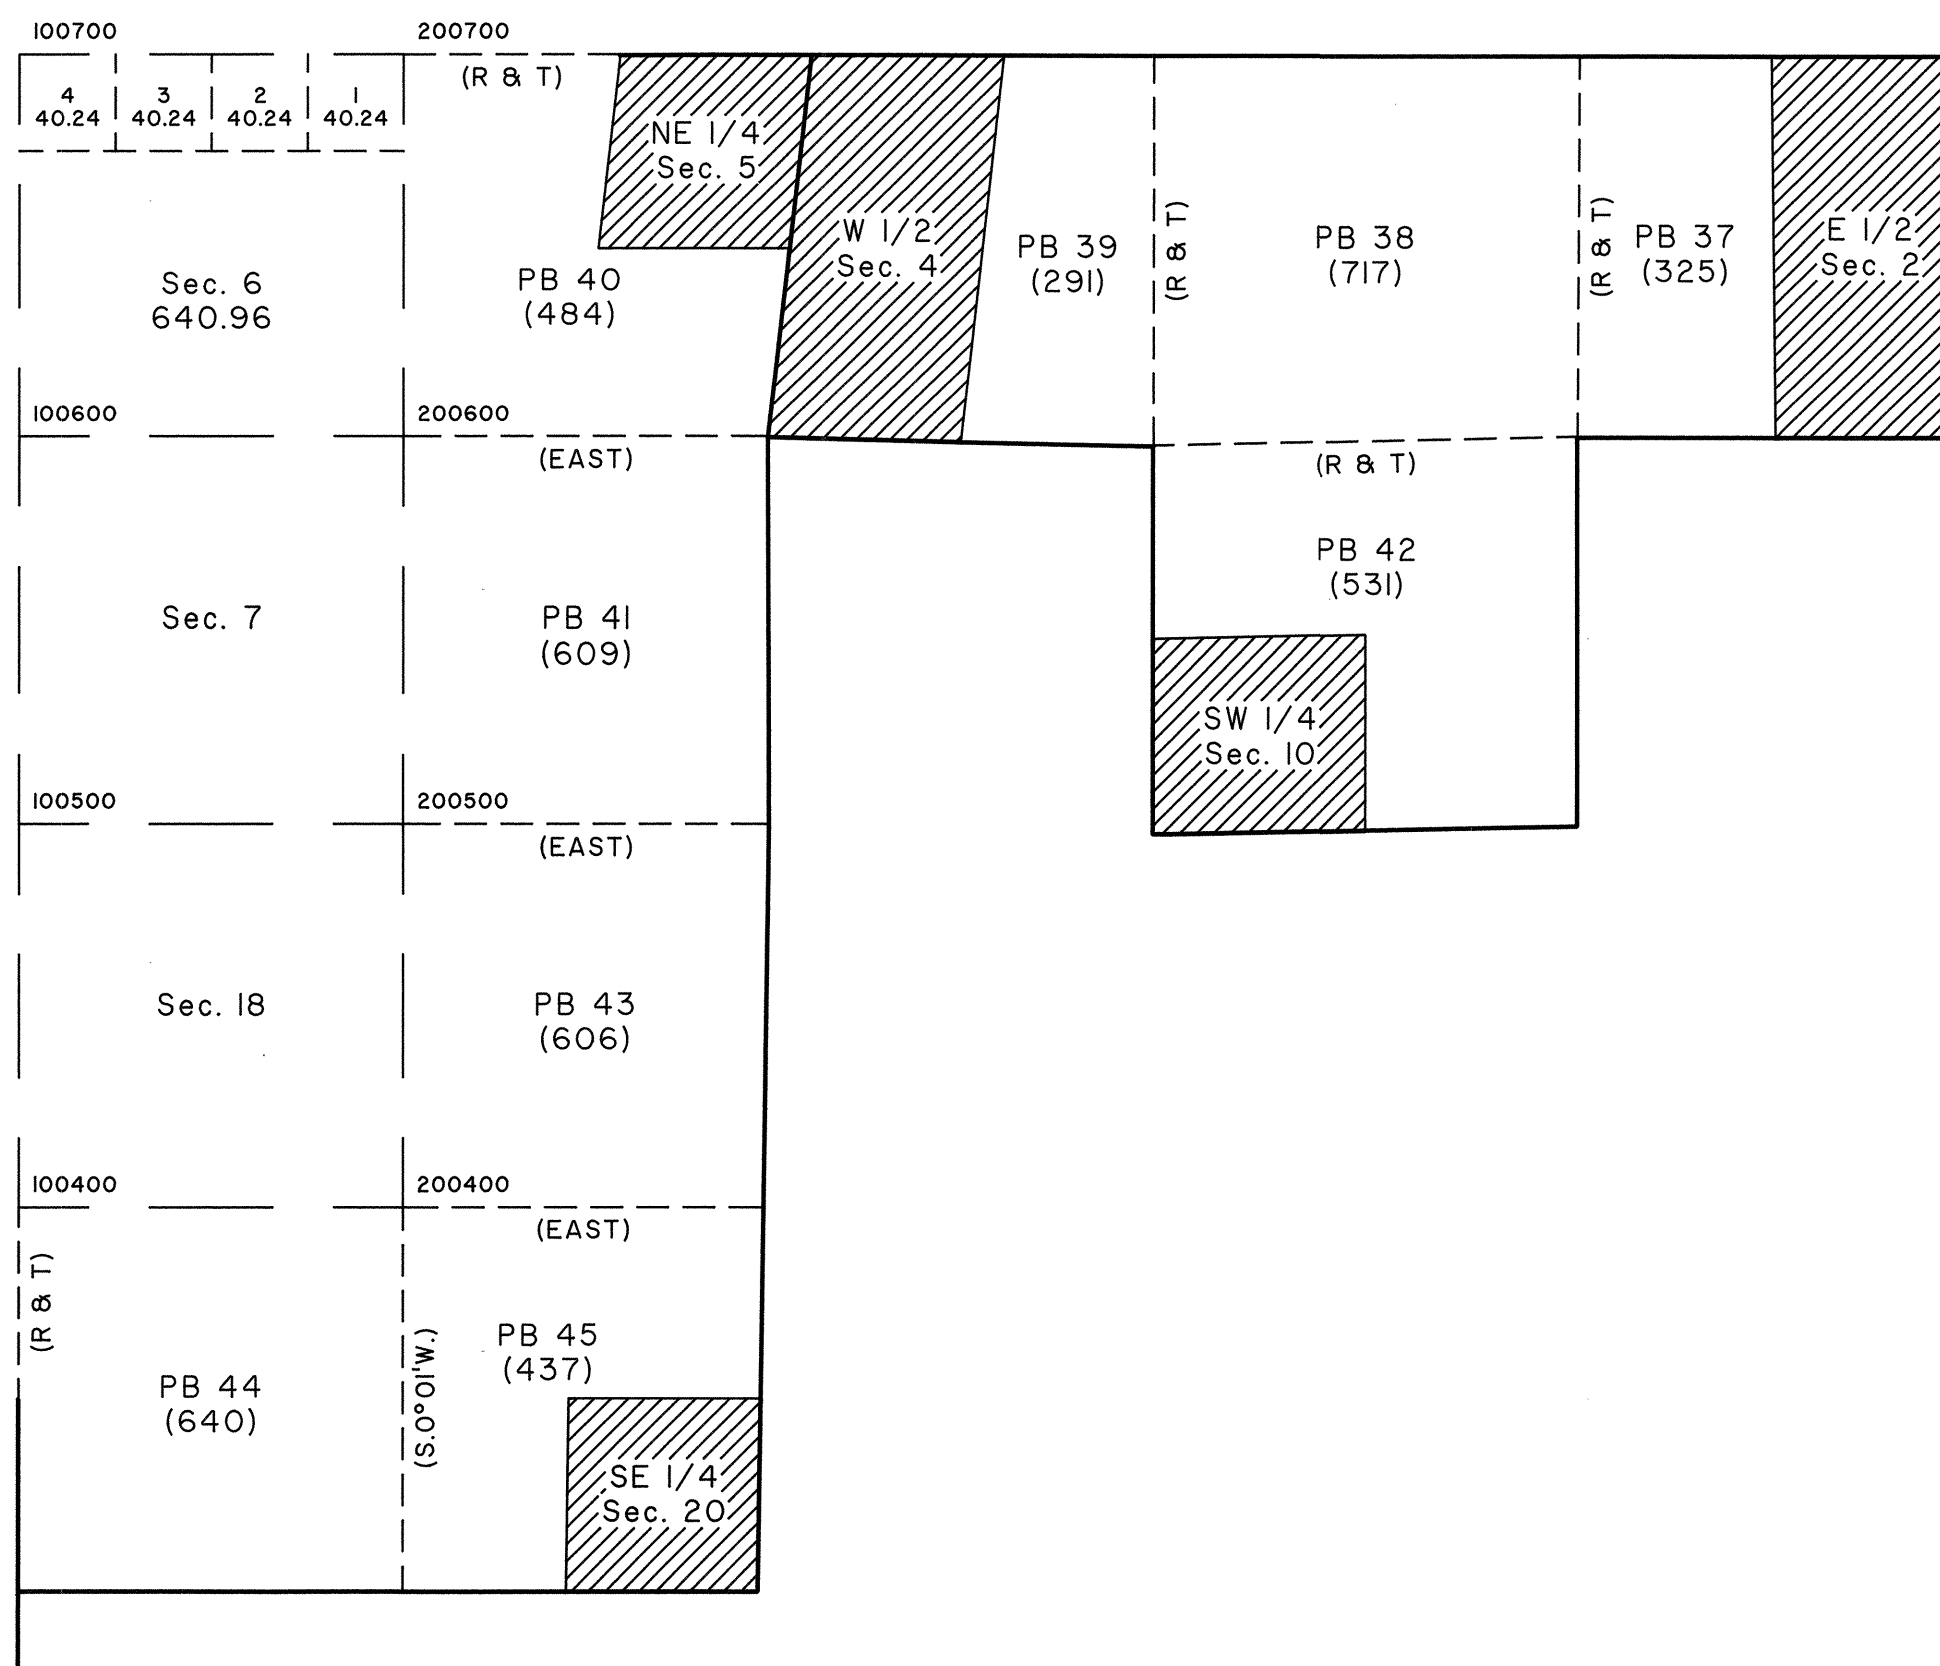 100700
200700
(R & T)
4
40.24
3
40.24
2
40.24
1
40.24
NE 1/4
Sec. 5
W 1/2
Sec. 4
PB 39
(291)
(R & T)
PB 38
(717)
(R & T)
PB 37
(325)
E 1/2
Sec. 2
Sec. 6
640.96
PB 40
(484)
100600
200600
(EAST)
(R & T)
PB 42
(531)
Sec. 7
PB 41
(609)
SW 1/4
Sec. 10
100500
200500
(EAST)
Sec. 18
PB 43
(606)
100400
200400
(EAST)
(R & T)
PB 44
(640)
(S.0°01'W.)
PB 45
(437)
SE 1/4
Sec. 20